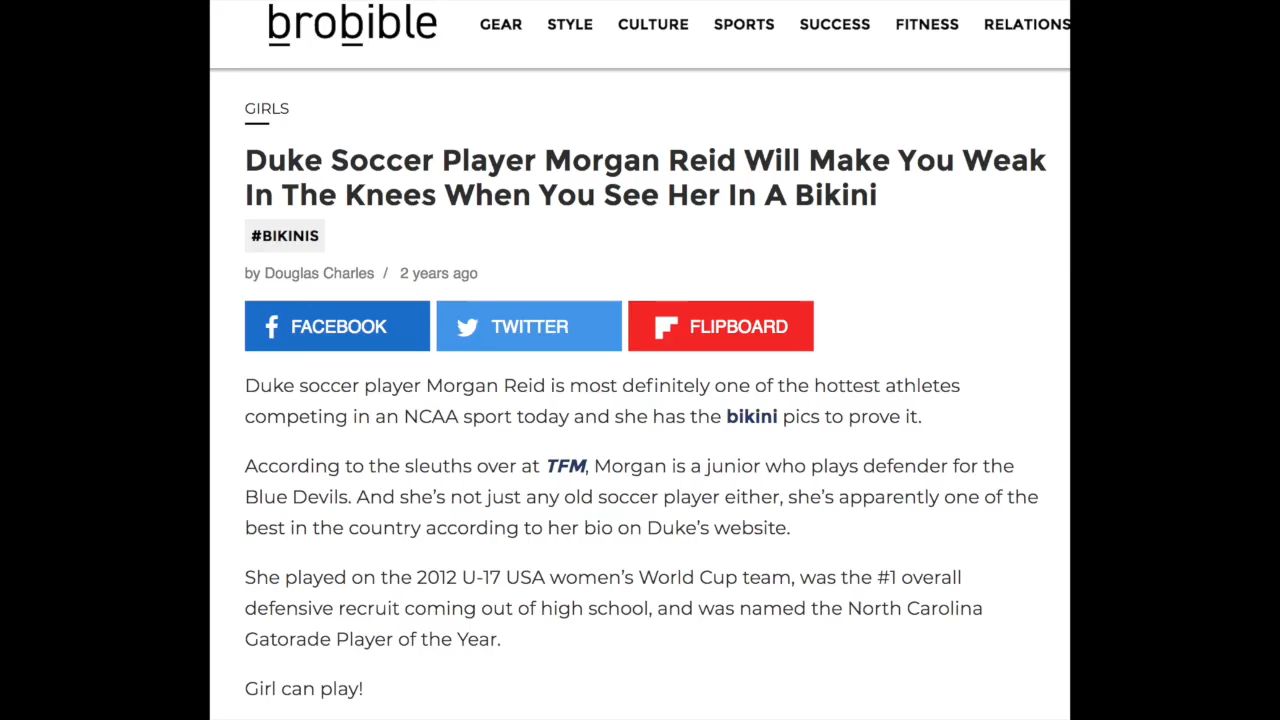 brobible
GEAR STYLE CULTURE SPORTS SUCCESS FITNESS RELATIONS
GIRLS
Duke Soccer Player Morgan Reid Will Make You Weak
In The Knees When You See Her In A Bikini
#BIKINIS
by Douglas Charles / 2 years ago
FACEBOOK TWITTER FLIPBOARD
Duke soccer player Morgan Reid is most definitely one of the hottest athletes
competing in an NCAA sport today and she has the bikini pics to prove it.
According to the sleuths over at TFM, Morgan is a junior who plays defender for the
Blue Devils. And she's not just any old soccer player either, she's apparently one of the
best in the country according to her bio on Duke's website.
She played on the 2012 U-17 USA women's World Cup team, was the #1 overall
defensive recruit coming out of high school, and was named the North Carolina
Gatorade Player of the Year.
Girl can play!